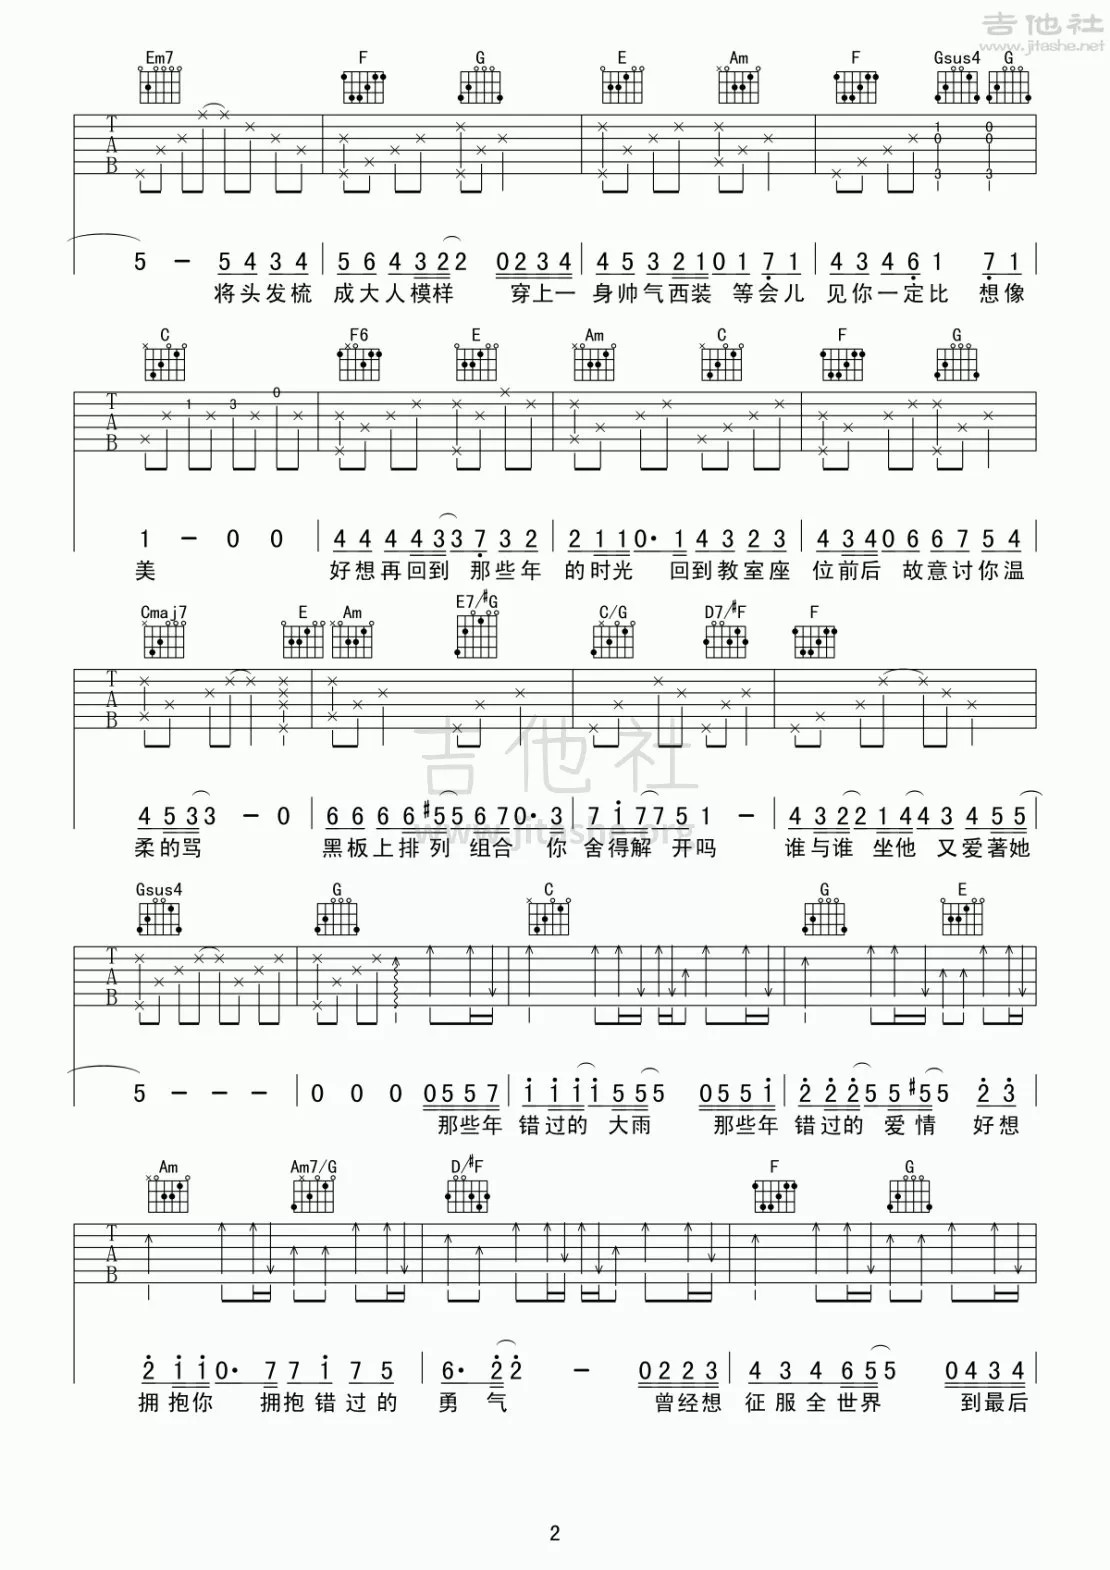 吉他社
www.jitashe.net
Em7 F G E Am F Gsus4 G
T A B 1 0 0 0 3 3
5 - 5 4 3 4 5 6 4 3 2 2 0 2 3 4 4 5 3 2 1 0 1 7 1 4 3 4 6 1 7 1
将头发梳 成大人模样 穿上一 身帅气西装 等会儿 见你一定比 想像
C F6 E Am C F G
T A B 1 3 0
1 - 0 0 4 4 4 4 3 3 7 3 2 2 1 1 0· 1 4 3 2 3 4 3 4 0 6 6 7 5 4
美 好想再回到 那些年 的时光 回到教室座 位前后 故意讨你温
Cmaj7 E Am E7/#G C/G D7/#F F
T A B
4 5 3 3 - 0 6 6 6 6 #5 5 6 7 0· 3 7 1 7 7 5 1 - 4 3 2 2 1 4 4 3 4 5 5
柔的骂 黑板上排列 组合 你 舍得解 开吗 谁与谁 坐他 又爱著她
吉他社
www.jitashe.org
Gsus4 G C G E
T A B
5 - - - 0 0 0 0 5 5 7 1 1 1 1 5 5 5 0 5 5 1 2 2 2 5 5 #5 5 2 3
那些年 错过的 大雨 那些年 错过的 爱情 好想
Am Am7/G D/#F F G
T A B
2 1 1 0· 7 7 1 7 5 6· 2 2 - 0 2 2 3 4 3 4 6 5 5 0 4 3 4
拥抱你 拥抱错过的 勇气 曾经想 征服全世界 到最后
吉他社
www.jitashe.org
2